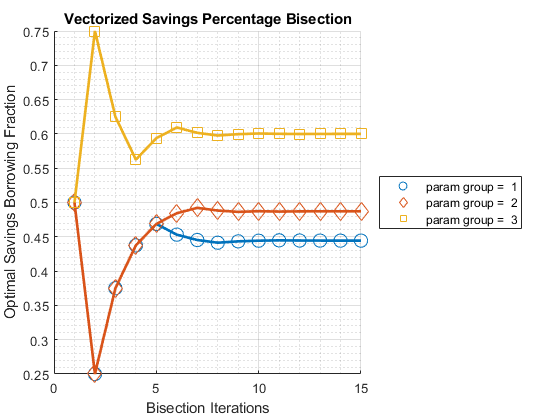 Vectorized Savings Percentage Bisection
Optimal Savings Borrowing Fraction
0.75
0.7
0.65
0.6
0.55
0.5
0.45
0.4
0.35
0.3
0.25
0
5
10
15
Bisection Iterations
param group = 1
param group = 2
param group = 3